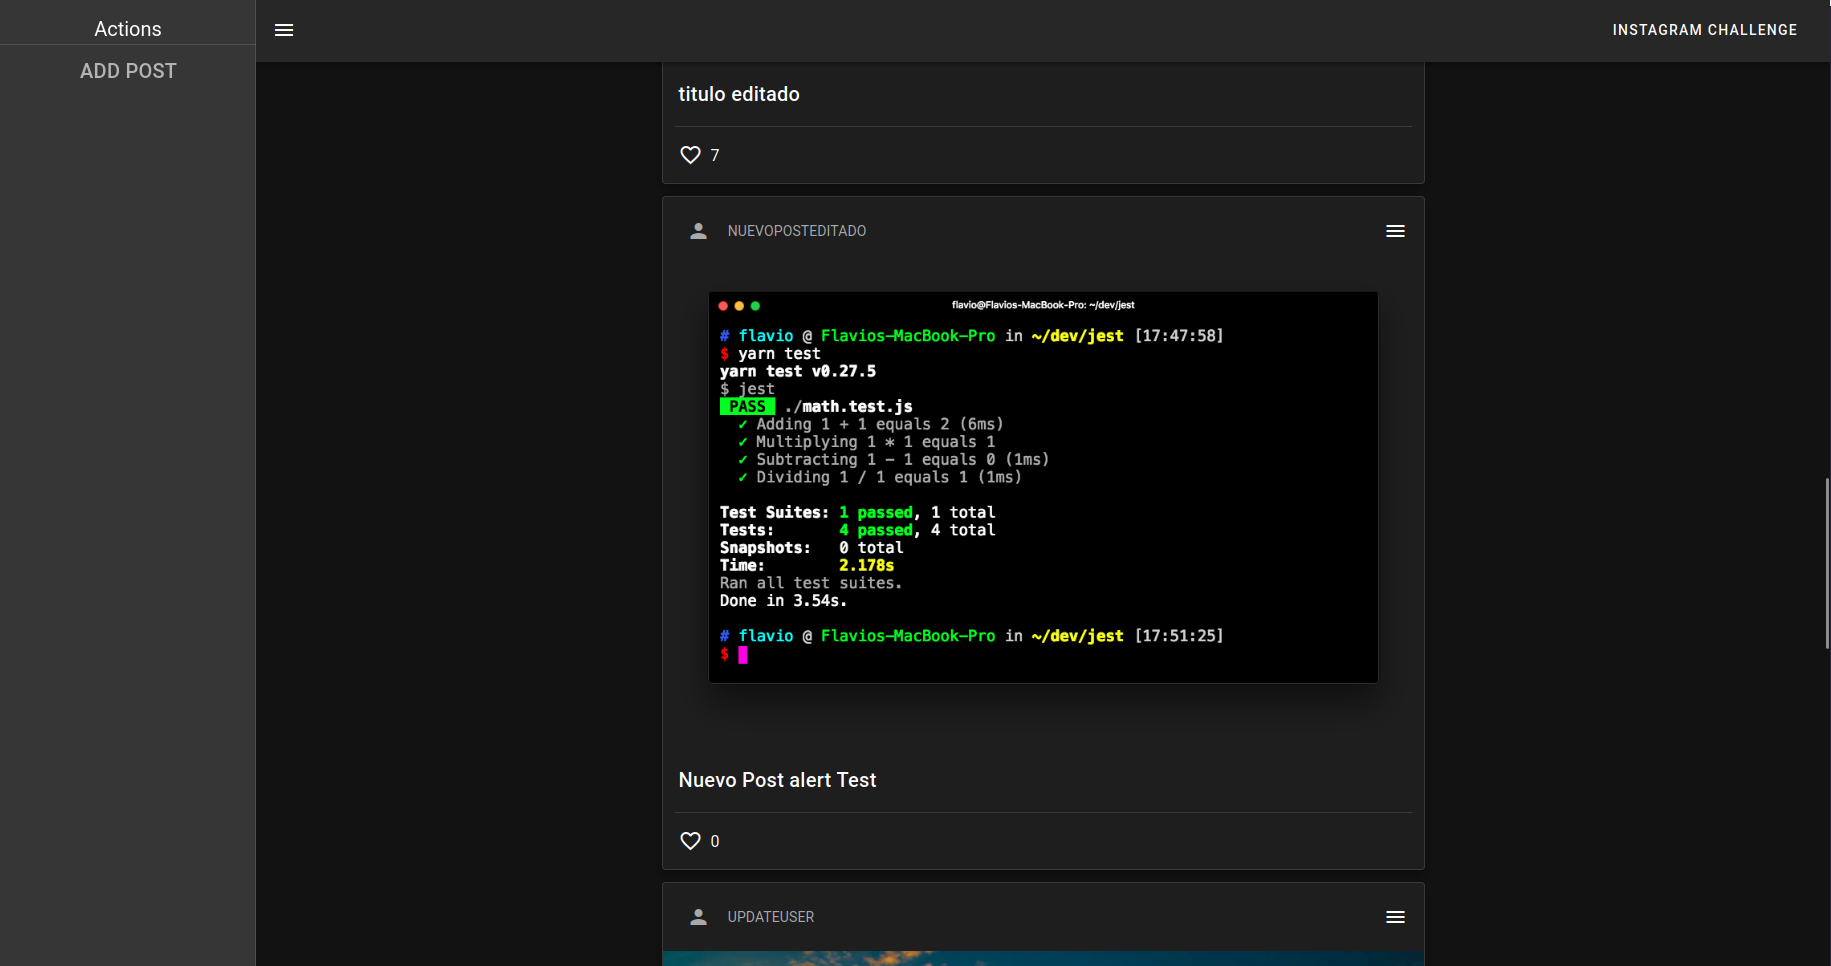 Actions
ADD POST
INSTAGRAM CHALLENGE
titulo editado
7
NUEVOPOSTEDITADO
flavio@Flavios-MacBook-Pro: ~/dev/jest
# flavio @ Flavios-MacBook-Pro in ~/dev/jest [17:47:58]
$ yarn test
yarn test v0.27.5
$ jest
PASS ./math.test.js
✓ Adding 1 + 1 equals 2 (6ms)
✓ Multiplying 1 * 1 equals 1
✓ Subtracting 1 - 1 equals 0 (1ms)
✓ Dividing 1 / 1 equals 1 (1ms)
Test Suites: 1 passed, 1 total
Tests: 4 passed, 4 total
Snapshots: 0 total
Time: 2.178s
Ran all test suites.
Done in 3.54s.
# flavio @ Flavios-MacBook-Pro in ~/dev/jest [17:51:25]
$
Nuevo Post alert Test
0
UPDATEUSER